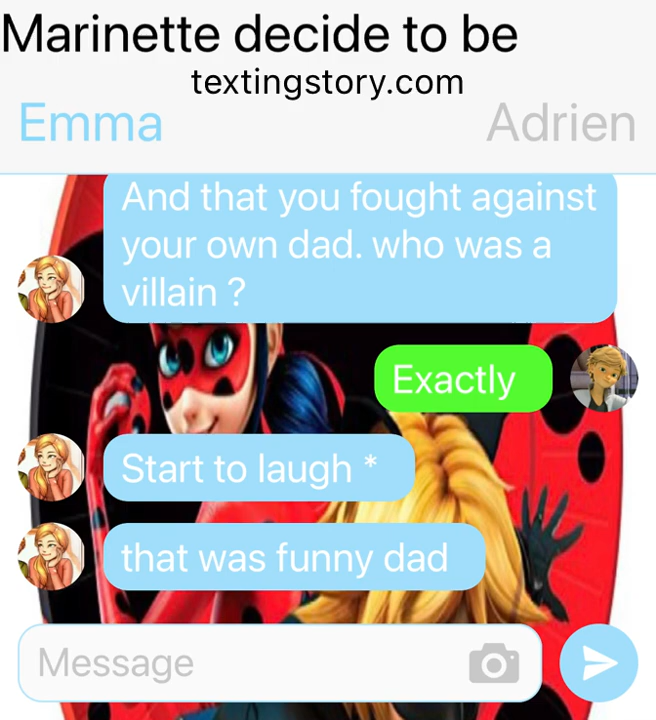 Marinette decide to be
textingstory.com
Emma Adrien
And that you fought against
your own dad. who was a
villain ?
Exactly
Start to laugh *
that was funny dad
Message